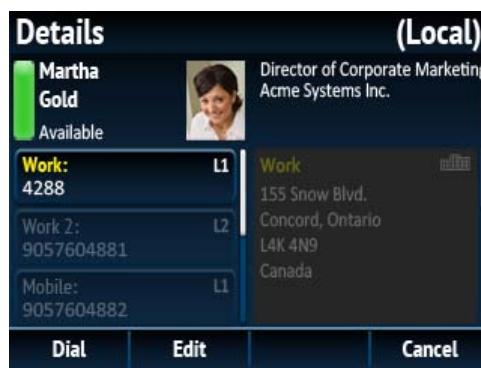 Details (Local)
Martha
Gold
Available
Director of Corporate Marketing
Acme Systems Inc.
Work: L1
4288
Work 2: L2
9057604881
Mobile: L1
9057604882
Work
155 Snow Blvd.
Concord, Ontario
L4K 4N9
Canada
Dial Edit Cancel